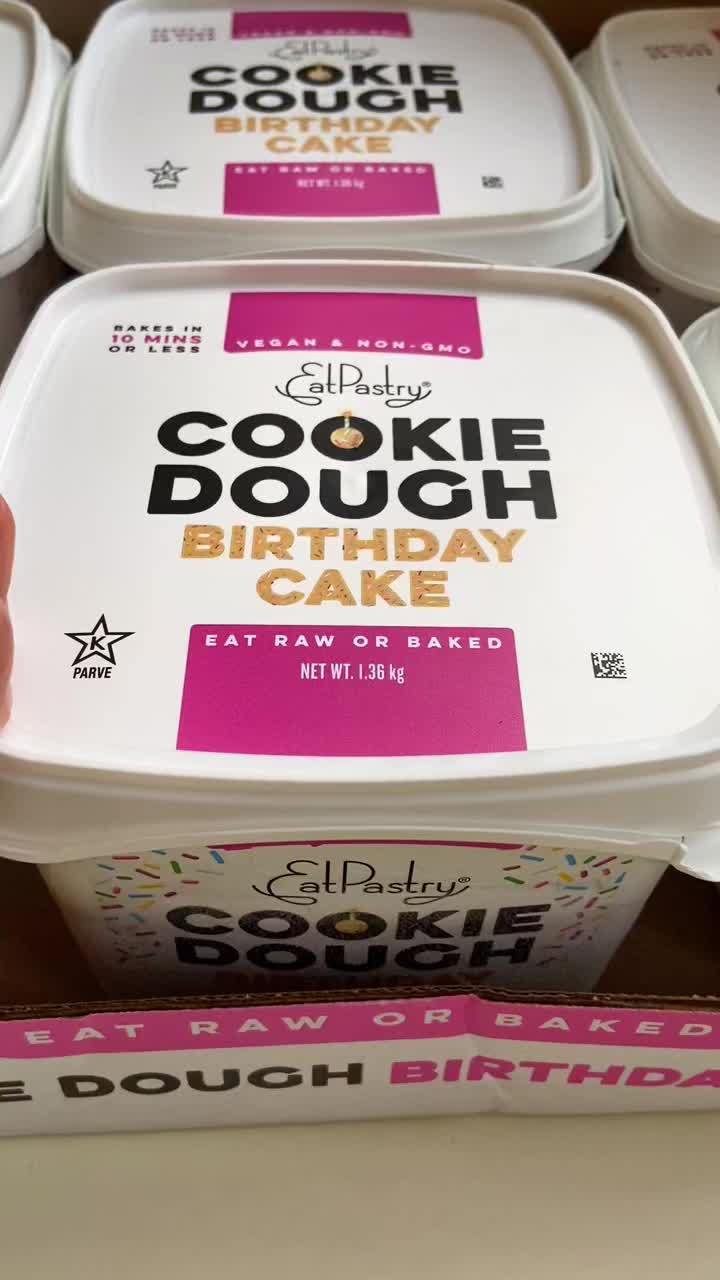 EatPastry
COOKIE
DOUGH
BIRTHDAY
CAKE
PARVE
EAT RAW OR BAKED
NET WT. 1.36 kg
BAKES IN
10 MINS
OR LESS
VEGAN & NON-GMO
EatPastry®
COOKIE
DOUGH
BIRTHDAY
CAKE
K
PARVE
EAT RAW OR BAKED
NET WT. 1.36 kg
EatPastry®
COOKIE
DOUGH
EAT RAW OR BAKED
E DOUGH BIRTHDA